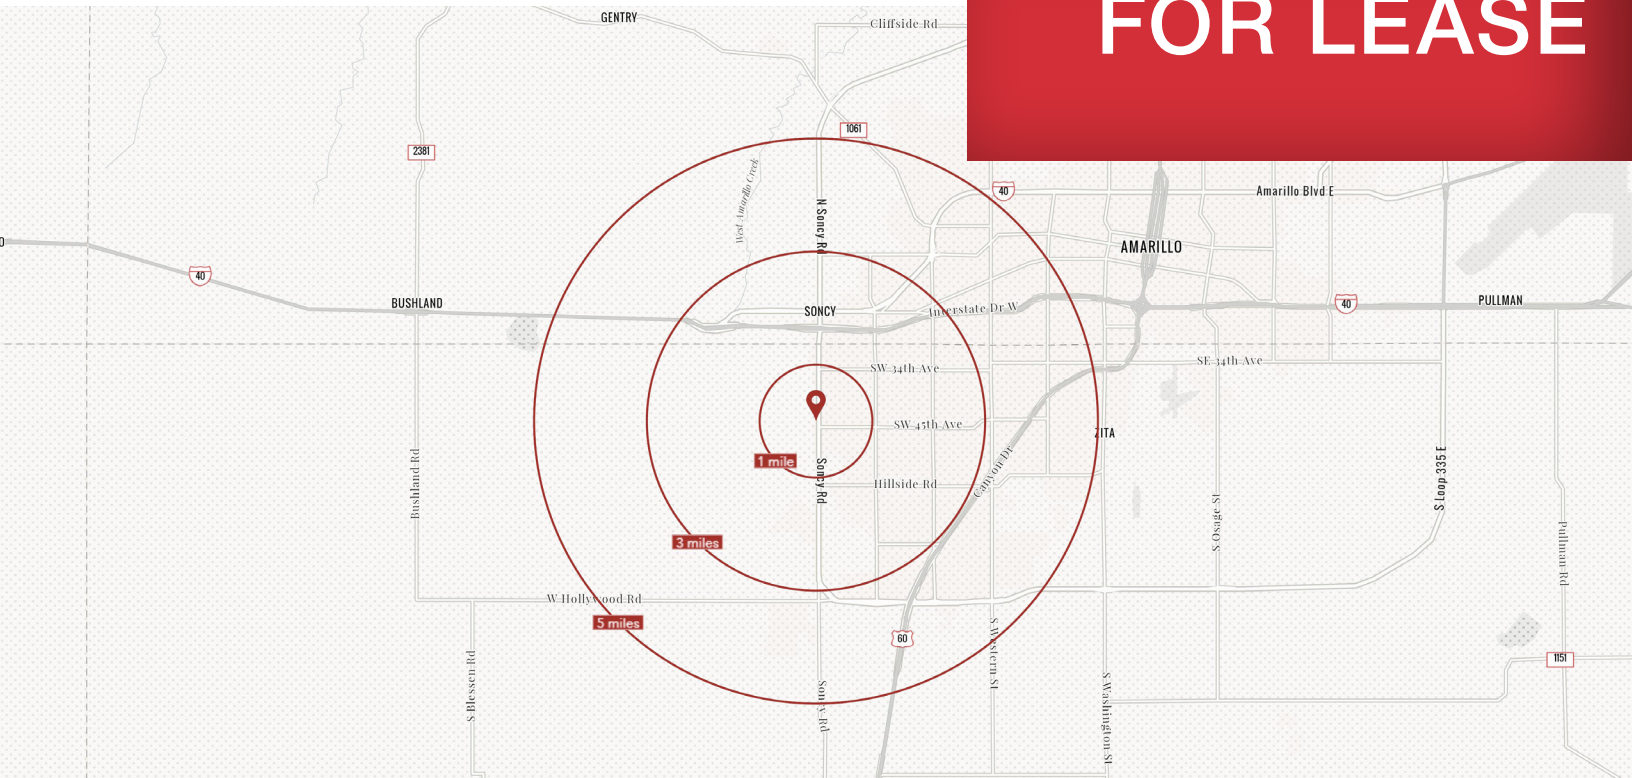 GENTRY
Cliffside Rd
FOR LEASE
1061
2381
West Amarillo Creek
N Soncy Rd
40
Amarillo Blvd E
AMARILLO
40
BUSHLAND
SONCY
Interstate Dr W
40
PULLMAN
SW 34th Ave
SE 34th Ave
SW 45th Ave
ZITA
1 mile
Soncy Rd
Hillside Rd
Canyon Dr
Bushland Rd
S Loop 335 E
S Osage St
Pullman Rd
3 miles
W Hollywood Rd
5 miles
60
S Western St
1151
S Blessen Rd
Soncy Rd
S Washington St